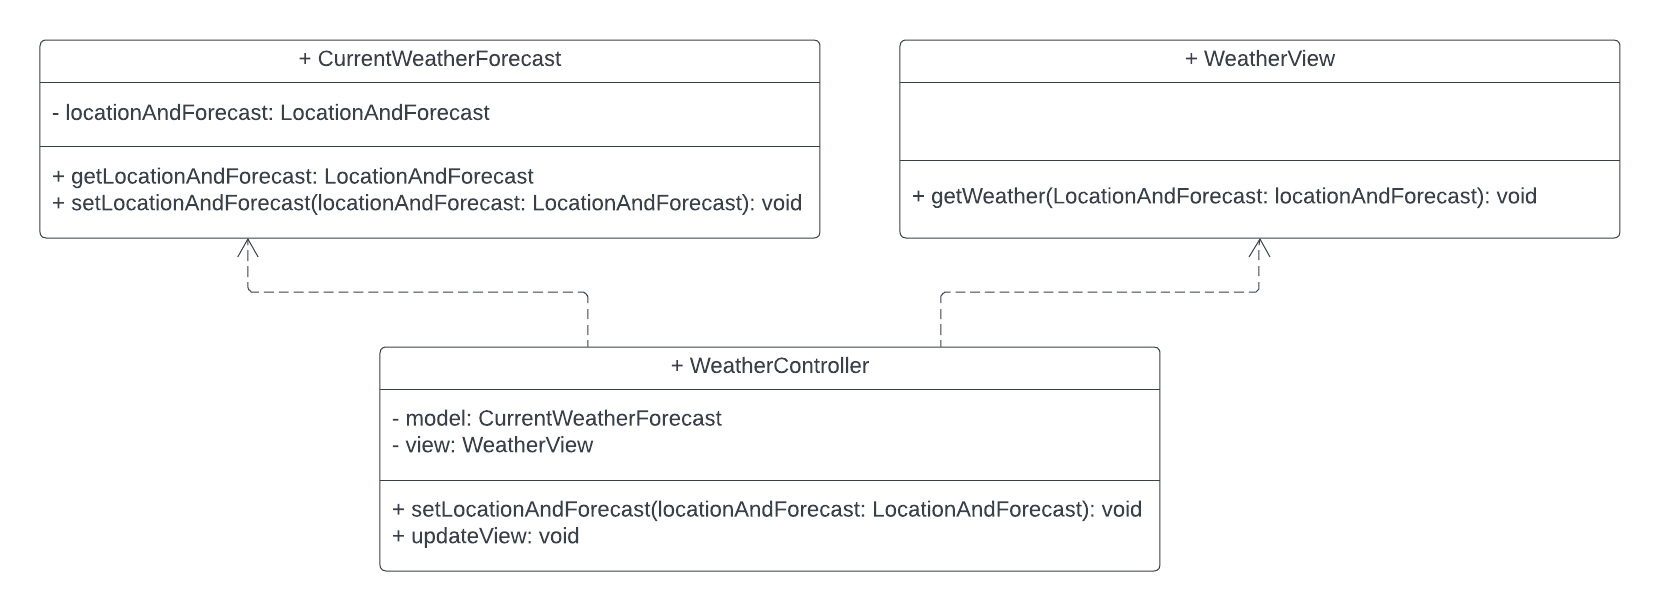 + CurrentWeatherForecast
- locationAndForecast: LocationAndForecast
+ getLocationAndForecast: LocationAndForecast
+ setLocationAndForecast(locationAndForecast: LocationAndForecast): void
+ WeatherView
+ getWeather(LocationAndForecast: locationAndForecast): void
+ WeatherController
- model: CurrentWeatherForecast
- view: WeatherView
+ setLocationAndForecast(locationAndForecast: LocationAndForecast): void
+ updateView: void